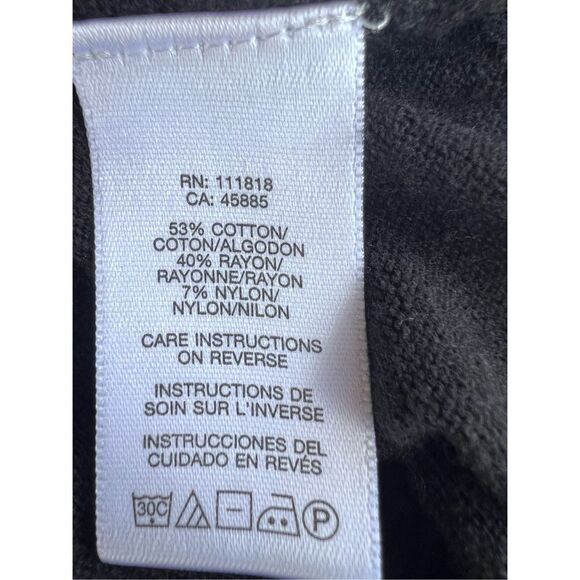 RN: 111818
CA: 45885
53% COTTON/
COTON/ALGODON
40% RAYON/
RAYONNE/RAYON
7% NYLON/
NYLON/NILON
CARE INSTRUCTIONS
ON REVERSE
INSTRUCTIONS DE
SOIN SUR L'INVERSE
INSTRUCCIONES DEL
CUIDADO EN REVÉS
30C P